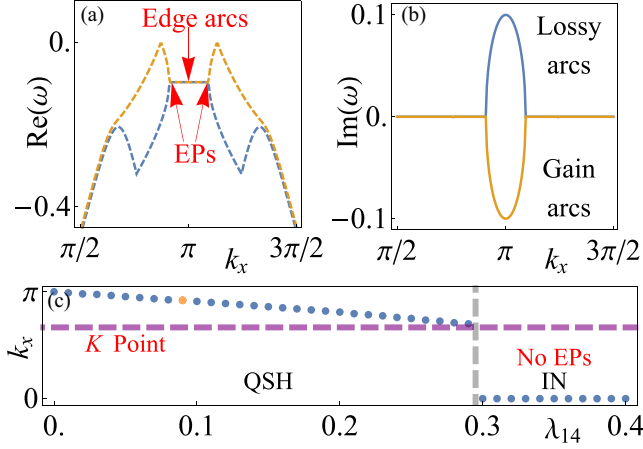 (a)
Edge arcs
0.
Re(ω)
EPs
−0.4
π/2
π
k_x
3π/2
(b)
0.1
Lossy
arcs
Im(ω)
0.
Gain
arcs
−0.1
π/2
π
k_x
3π/2
(c)
π
k_x
K Point
No EPs
QSH
IN
0
0.
0.1
0.2
0.3
λ_14
0.4